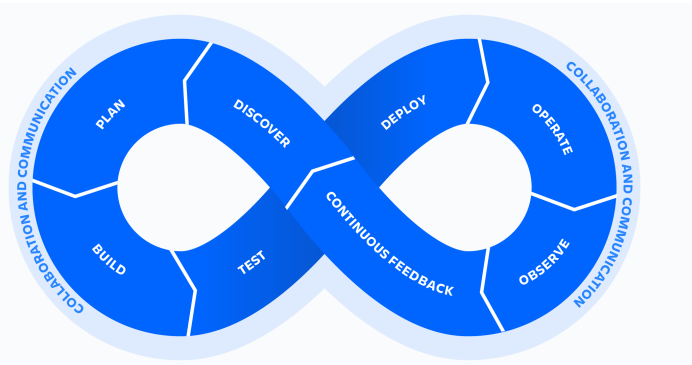 COLLABORATION AND COMMUNICATION
PLAN
DISCOVER
DEPLOY
OPERATE
COLLABORATION AND COMMUNICATION
BUILD
TEST
CONTINUOUS FEEDBACK
OBSERVE